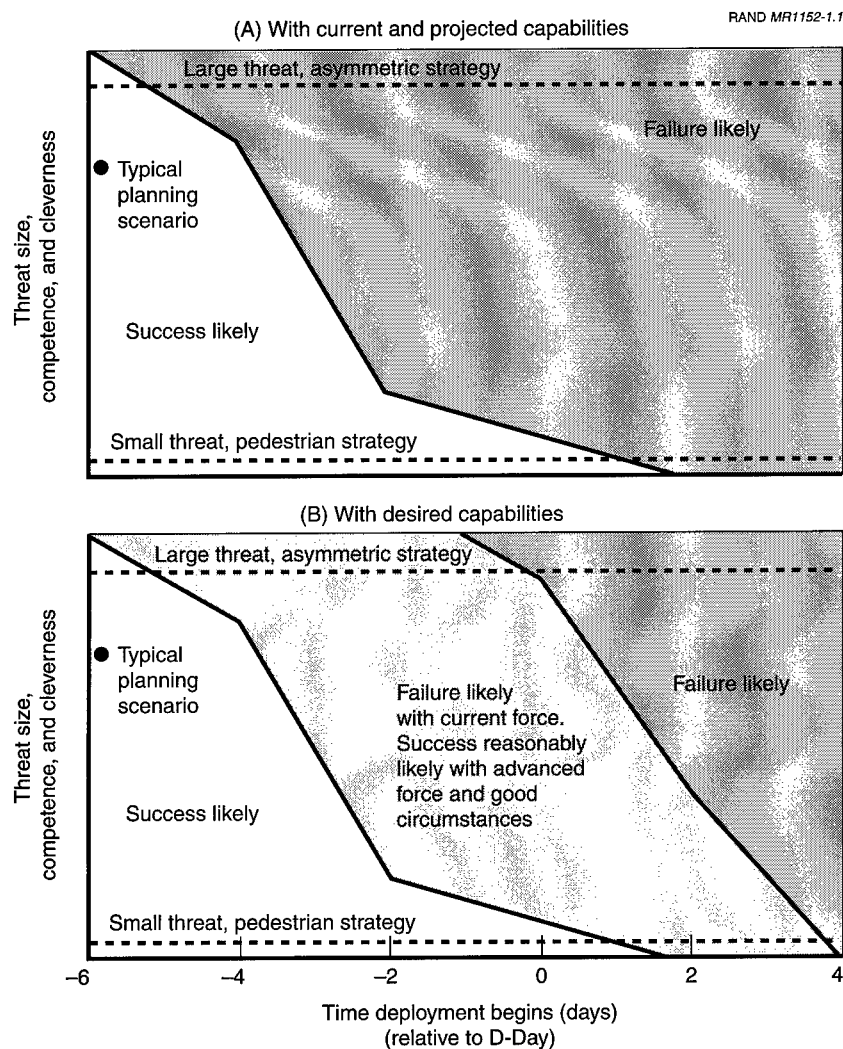 RAND MR1152-1.1
(A) With current and projected capabilities
Large threat, asymmetric strategy
Failure likely
Typical
planning
scenario
Threat size,
competence, and cleverness
Success likely
Small threat, pedestrian strategy
(B) With desired capabilities
Large threat, asymmetric strategy
Typical
planning
scenario
Failure likely
with current force.
Success reasonably
likely with advanced
force and good
circumstances
Failure likely
Threat size,
competence, and cleverness
Success likely
Small threat, pedestrian strategy
–6 –4 –2 0 2 4
Time deployment begins (days)
(relative to D-Day)